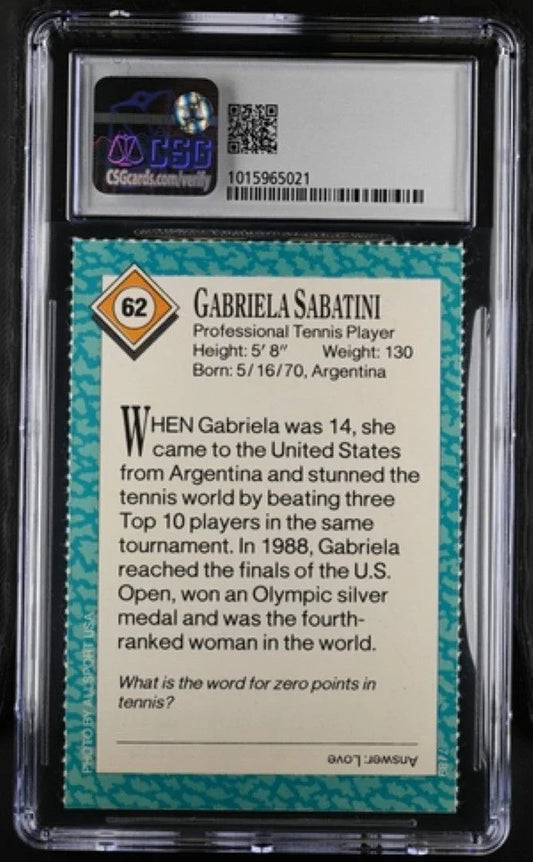 CSG
CSGcards.com/verify
1015965021
62
GABRIELA SABATINI
Professional Tennis Player
Height: 5′ 8″ Weight: 130
Born: 5/16/70, Argentina
WHEN Gabriela was 14, she
came to the United States
from Argentina and stunned the
tennis world by beating three
Top 10 players in the same
tournament. In 1988, Gabriela
reached the finals of the U.S.
Open, won an Olympic silver
medal and was the fourth-
ranked woman in the world.
What is the word for zero points in
tennis?
Answer: Love
PHOTO BY ALLSPORT USA